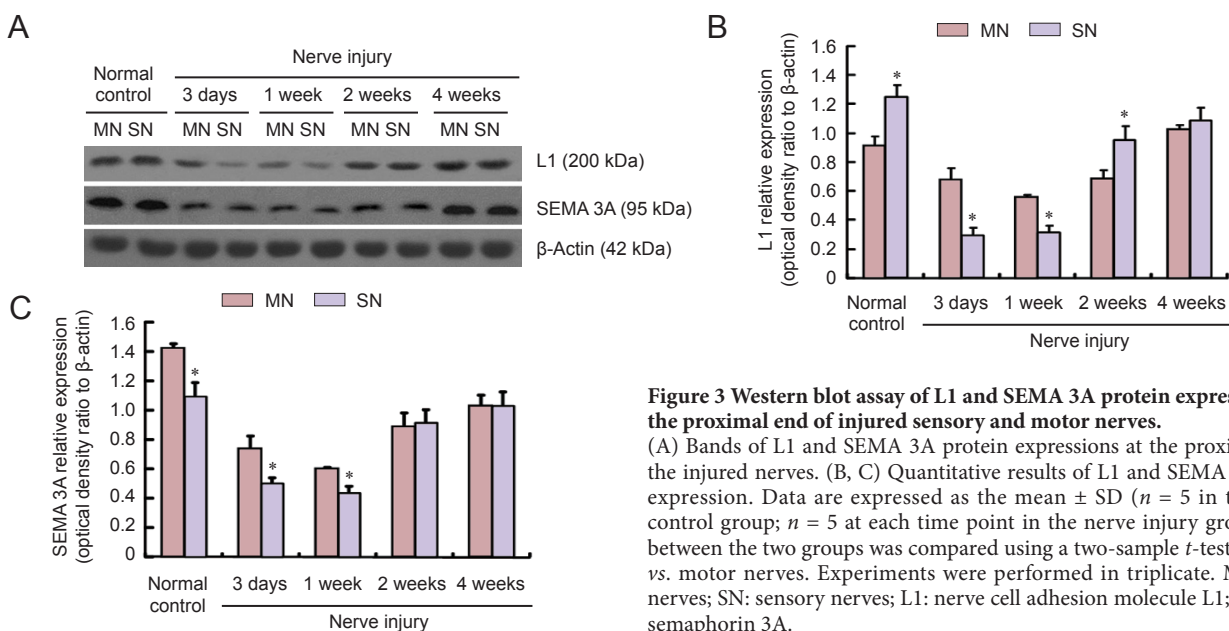 A
Nerve injury
Normal control
3 days 1 week 2 weeks 4 weeks
MN SN MN SN MN SN MN SN MN SN
L1 (200 kDa)
SEMA 3A (95 kDa)
β-Actin (42 kDa)
B
MN SN
L1 relative expression
(optical density ratio to β-actin)
1.6
1.4
1.2
1.0
0.8
0.6
0.4
0.2
0
* * * *
Normal control
3 days 1 week 2 weeks 4 weeks
Nerve injury
C
MN SN
SEMA 3A relative expression
(optical density ratio to β-actin)
1.6
1.4
1.2
1.0
0.8
0.6
0.4
0.2
0
* * *
Normal control
3 days 1 week 2 weeks 4 weeks
Nerve injury
Figure 3 Western blot assay of L1 and SEMA 3A protein expres
the proximal end of injured sensory and motor nerves.
(A) Bands of L1 and SEMA 3A protein expressions at the proxi
the injured nerves. (B, C) Quantitative results of L1 and SEMA
expression. Data are expressed as the mean ± SD (n = 5 in t
control group; n = 5 at each time point in the nerve injury gro
between the two groups was compared using a two-sample t-test
vs. motor nerves. Experiments were performed in triplicate. M
nerves; SN: sensory nerves; L1: nerve cell adhesion molecule L1;
semaphorin 3A.